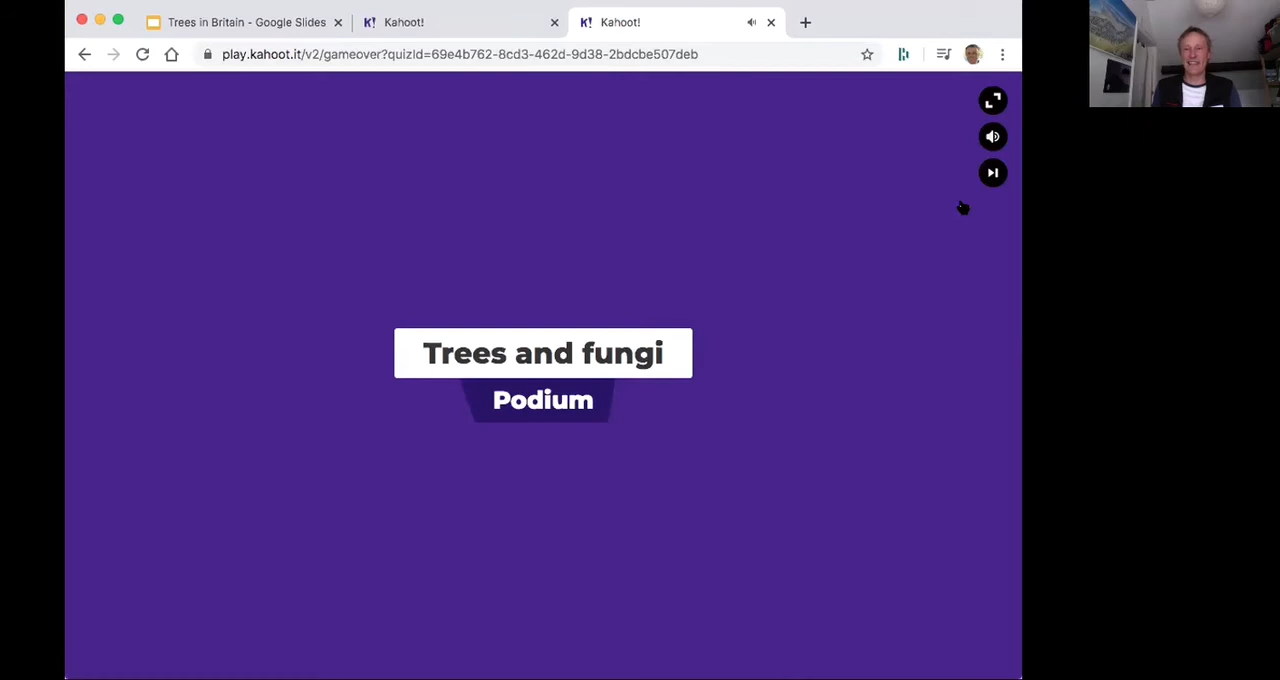 Trees in Britain - Google Slides
K! Kahoot!
K! Kahoot!
play.kahoot.it/v2/gameover?quizId=69e4b762-8cd3-462d-9d38-2bdcbe507deb
Trees and fungi
Podium